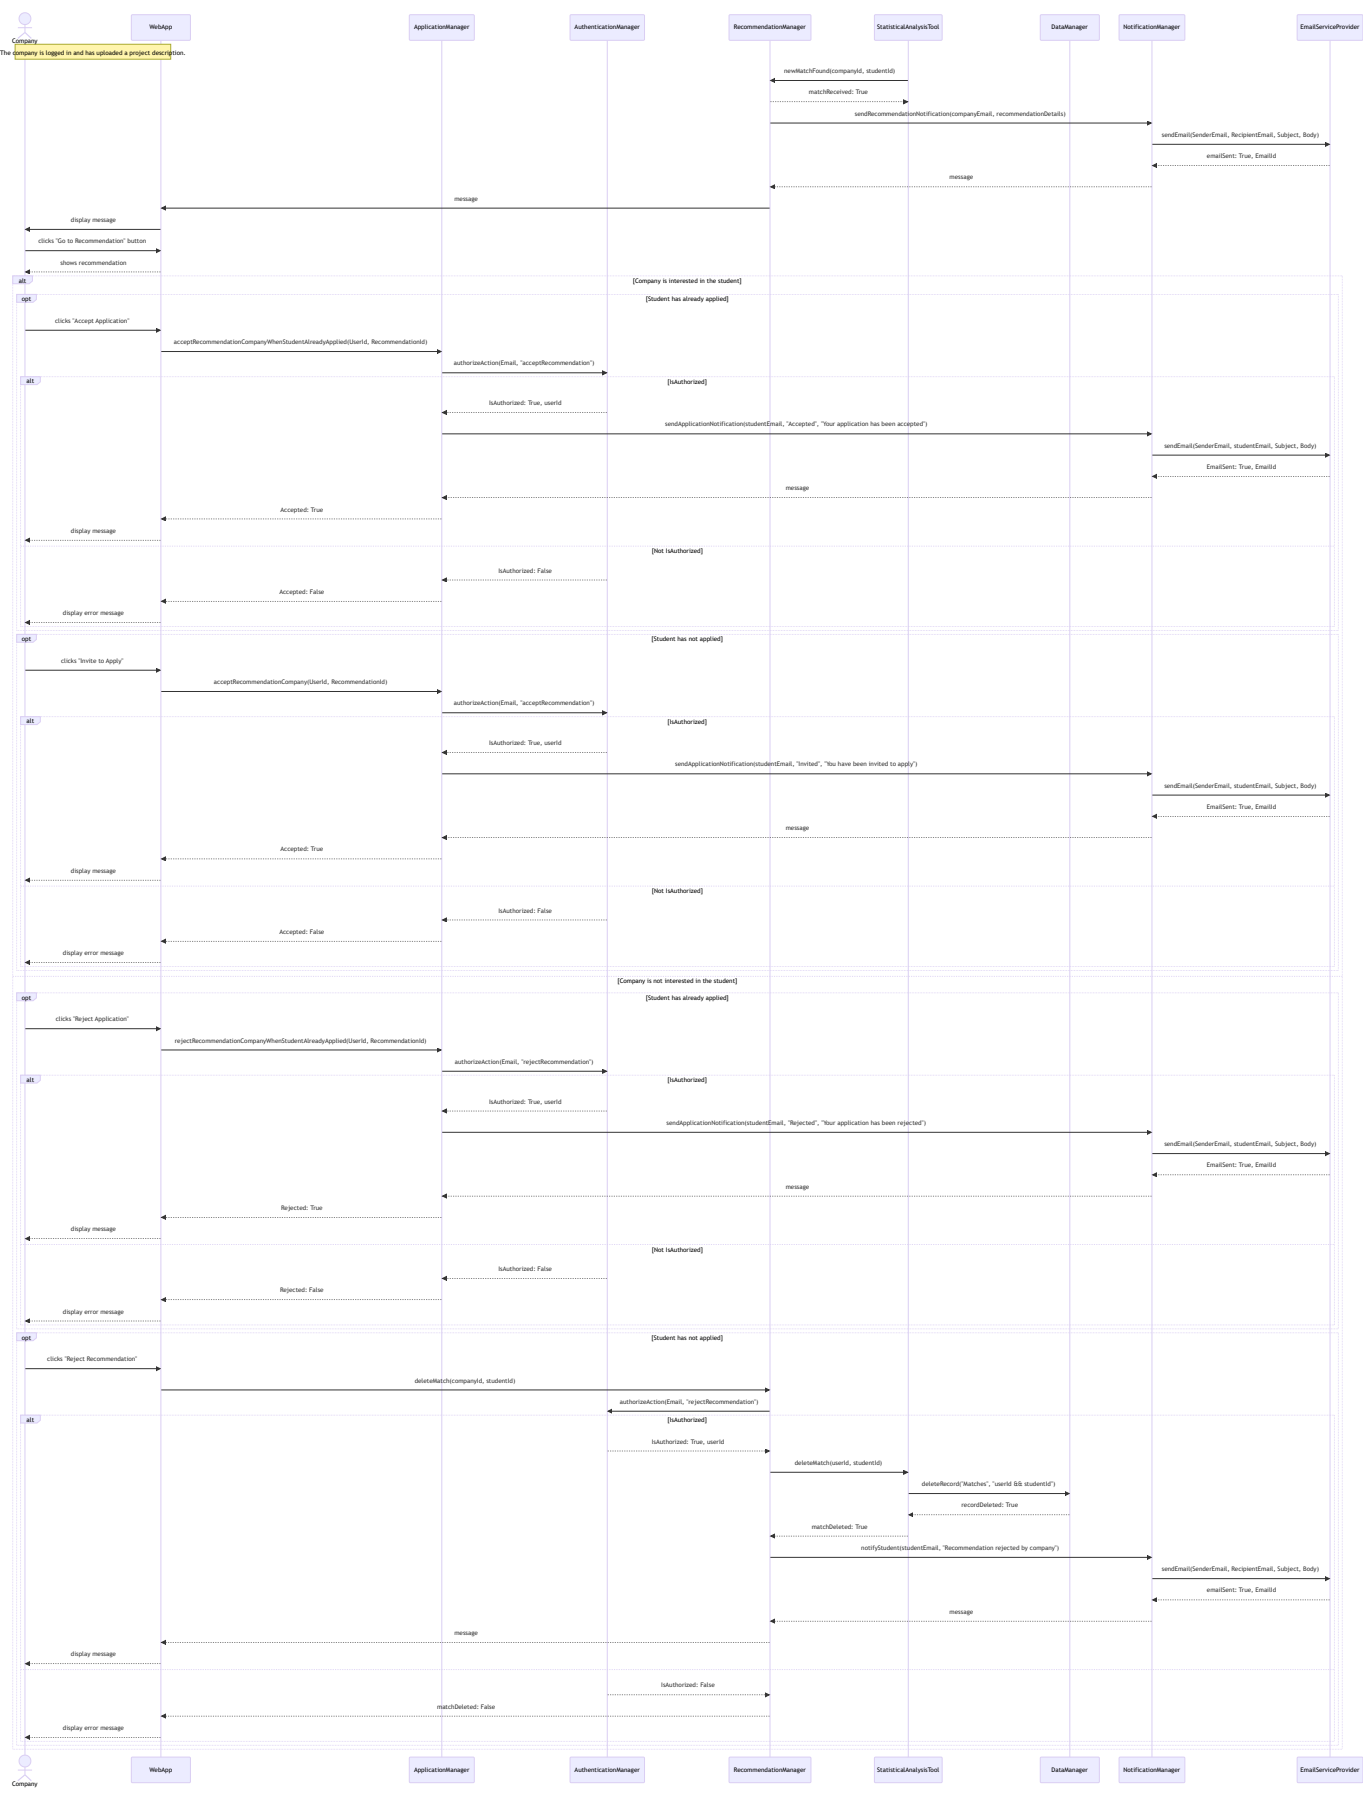 Company
WebApp
ApplicationManager
AuthenticationManager
RecommendationManager
StatisticalAnalysisTool
DataManager
NotificationManager
EmailServiceProvider
The company is logged in and has uploaded a project description.
newMatchFound(companyId, studentId)
matchReceived: True
sendRecommendationNotification(companyEmail, recommendationDetails)
sendEmail(SenderEmail, RecipientEmail, Subject, Body)
emailSent: True, EmailId
message
message
display message
clicks "Go to Recommendation" button
shows recommendation
alt
[Company is interested in the student]
opt
[Student has already applied]
clicks "Accept Application"
acceptRecommendationCompanyWhenStudentAlreadyApplied(UserId, RecommendationId)
authorizeAction(Email, "acceptRecommendation")
alt
[IsAuthorized]
IsAuthorized: True, userId
sendApplicationNotification(studentEmail, "Accepted", "Your application has been accepted")
sendEmail(SenderEmail, studentEmail, Subject, Body)
EmailSent: True, EmailId
message
Accepted: True
display message
[Not IsAuthorized]
IsAuthorized: False
Accepted: False
display error message
opt
[Student has not applied]
clicks "Invite to Apply"
acceptRecommendationCompany(UserId, RecommendationId)
authorizeAction(Email, "acceptRecommendation")
alt
[IsAuthorized]
IsAuthorized: True, userId
sendApplicationNotification(studentEmail, "Invited", "You have been invited to apply")
sendEmail(SenderEmail, studentEmail, Subject, Body)
EmailSent: True, EmailId
message
Accepted: True
display message
[Not IsAuthorized]
IsAuthorized: False
Accepted: False
display error message
[Company is not interested in the student]
opt
[Student has already applied]
clicks "Reject Application"
rejectRecommendationCompanyWhenStudentAlreadyApplied(UserId, RecommendationId)
authorizeAction(Email, "rejectRecommendation")
alt
[IsAuthorized]
IsAuthorized: True, userId
sendApplicationNotification(studentEmail, "Rejected", "Your application has been rejected")
sendEmail(SenderEmail, studentEmail, Subject, Body)
EmailSent: True, EmailId
message
Rejected: True
display message
[Not IsAuthorized]
IsAuthorized: False
Rejected: False
display error message
opt
[Student has not applied]
clicks "Reject Recommendation"
deleteMatch(companyId, studentId)
authorizeAction(Email, "rejectRecommendation")
alt
[IsAuthorized]
IsAuthorized: True, userId
deleteMatch(userId, studentId)
deleteRecord("Matches", "userId && studentId")
recordDeleted: True
matchDeleted: True
notifyStudent(studentEmail, "Recommendation rejected by company")
sendEmail(SenderEmail, RecipientEmail, Subject, Body)
emailSent: True, EmailId
message
message
display message
IsAuthorized: False
matchDeleted: False
display error message
Company
WebApp
ApplicationManager
AuthenticationManager
RecommendationManager
StatisticalAnalysisTool
DataManager
NotificationManager
EmailServiceProvider